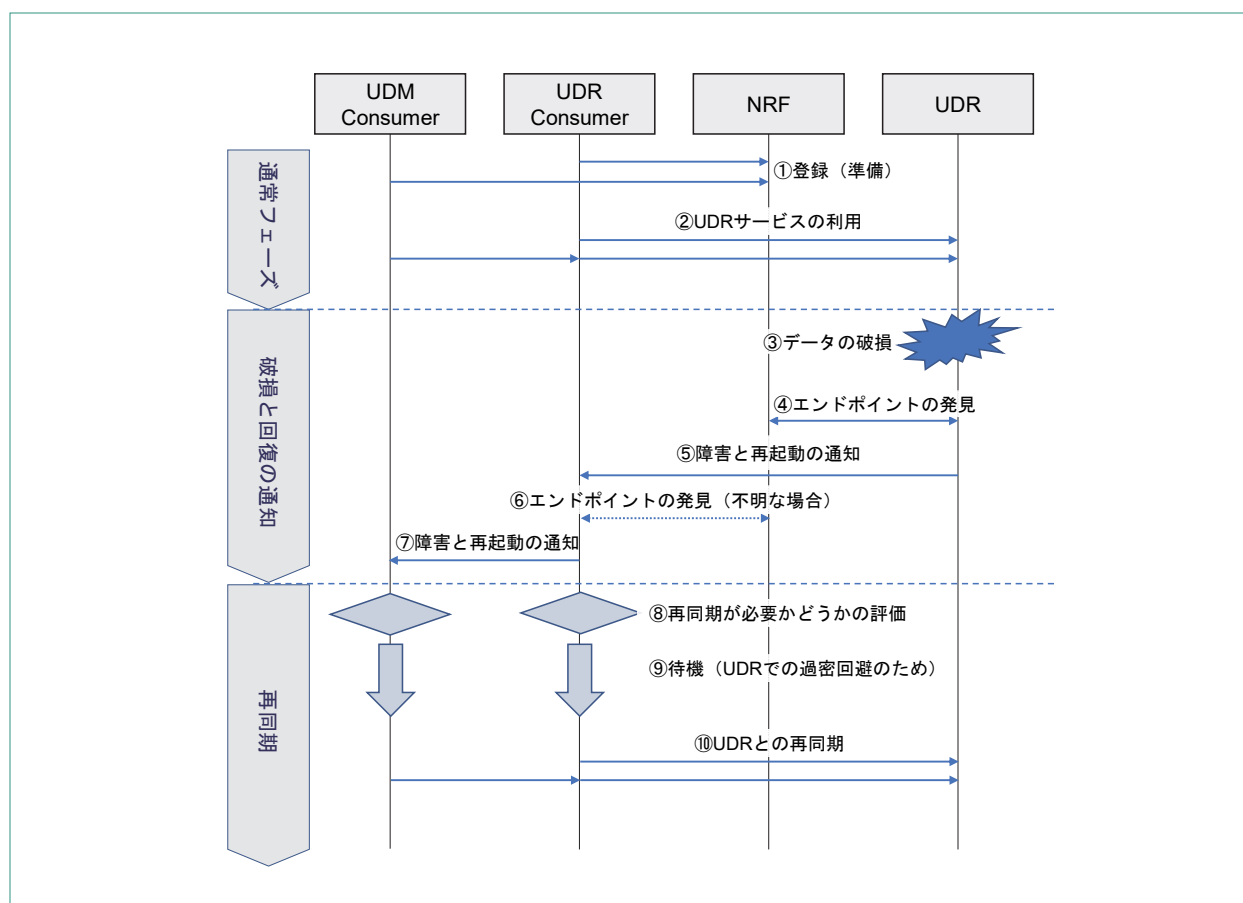 UDM
Consumer
UDR
Consumer
NRF
UDR
通常フェーズ
①登録（準備）
②UDRサービスの利用
破損と回復の通知
③データの破損
④エンドポイントの発見
⑤障害と再起動の通知
⑥エンドポイントの発見（不明な場合）
⑦障害と再起動の通知
再同期
⑧再同期が必要かどうかの評価
⑨待機（UDRでの過密回避のため）
⑩UDRとの再同期